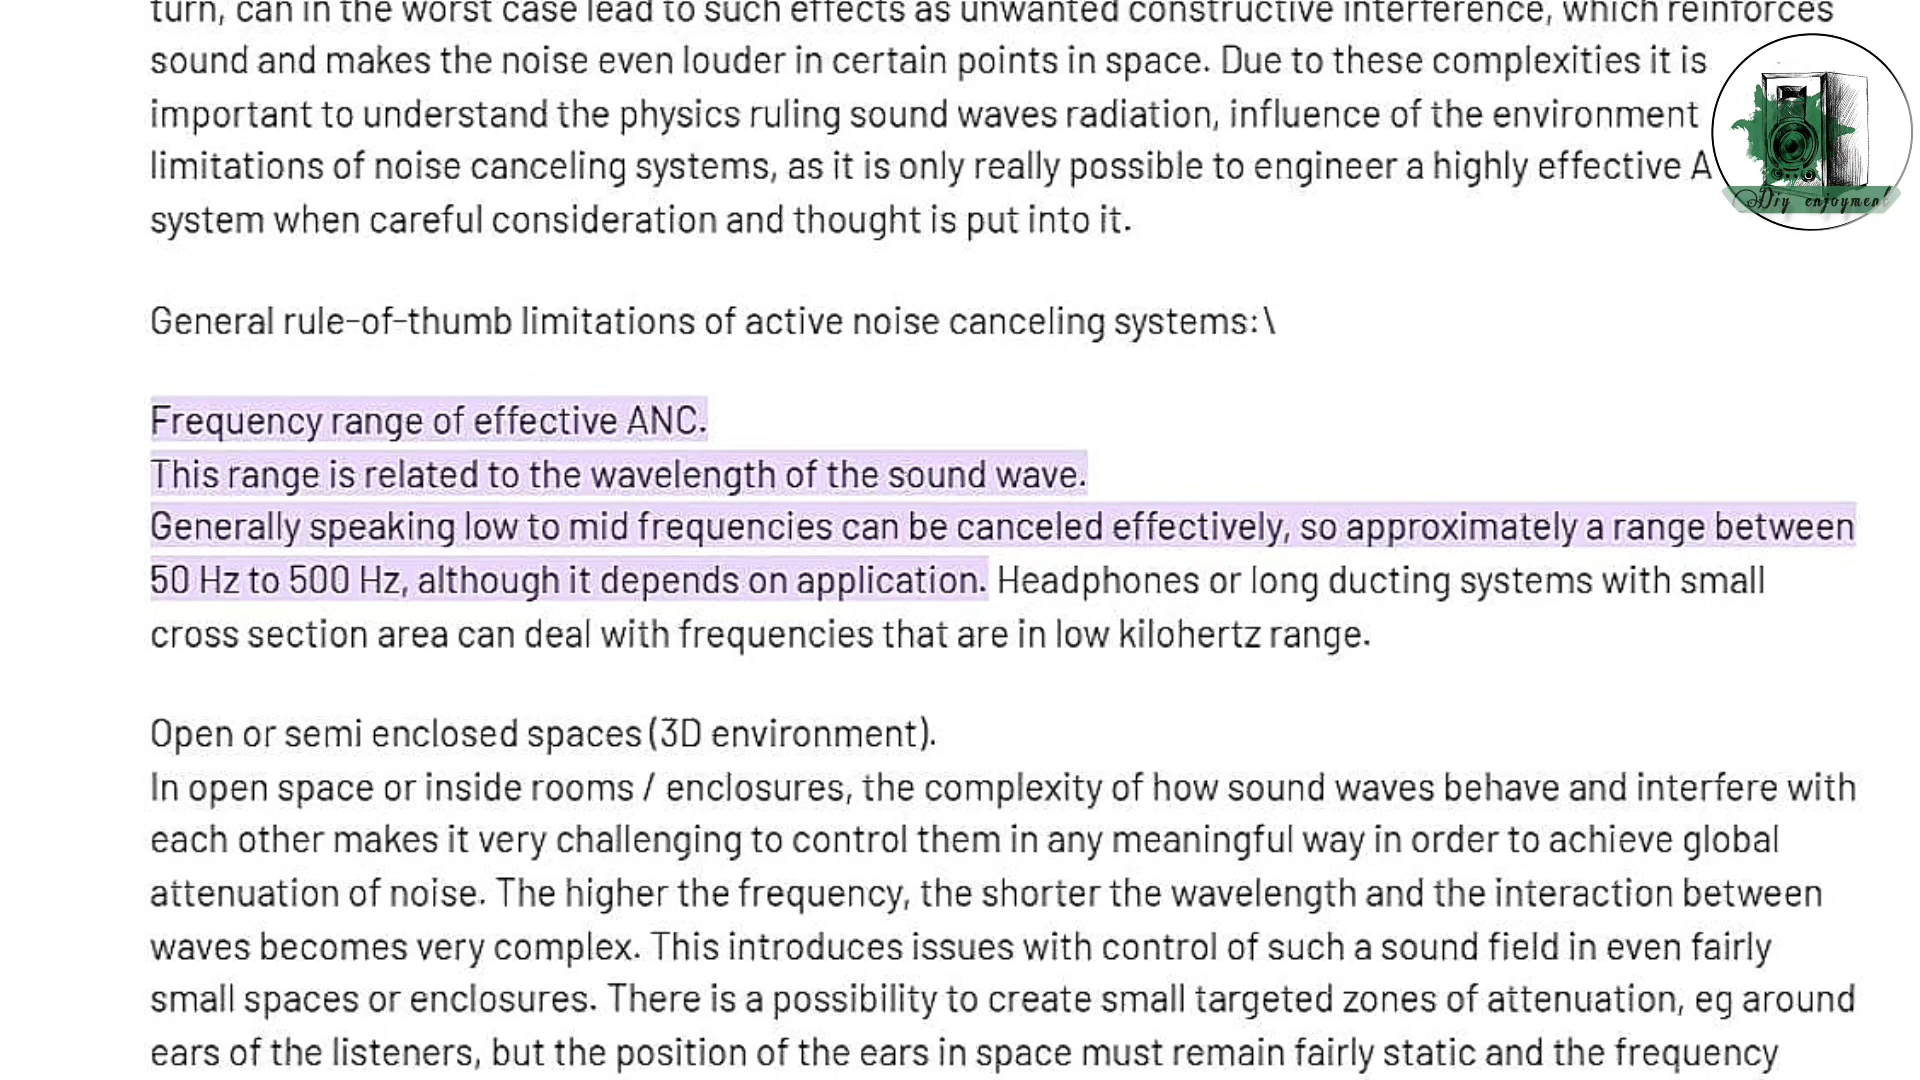 turn, can in the worst case lead to such effects as unwanted constructive interference, which reinforces
sound and makes the noise even louder in certain points in space. Due to these complexities it is
important to understand the physics ruling sound waves radiation, influence of the environment
limitations of noise canceling systems, as it is only really possible to engineer a highly effective A
system when careful consideration and thought is put into it.
Dry enjoyment
General rule-of-thumb limitations of active noise canceling systems:\
Frequency range of effective ANC.
This range is related to the wavelength of the sound wave.
Generally speaking low to mid frequencies can be canceled effectively, so approximately a range between
50 Hz to 500 Hz, although it depends on application. Headphones or long ducting systems with small
cross section area can deal with frequencies that are in low kilohertz range.
Open or semi enclosed spaces (3D environment).
In open space or inside rooms / enclosures, the complexity of how sound waves behave and interfere with
each other makes it very challenging to control them in any meaningful way in order to achieve global
attenuation of noise. The higher the frequency, the shorter the wavelength and the interaction between
waves becomes very complex. This introduces issues with control of such a sound field in even fairly
small spaces or enclosures. There is a possibility to create small targeted zones of attenuation, eg around
ears of the listeners, but the position of the ears in space must remain fairly static and the frequency